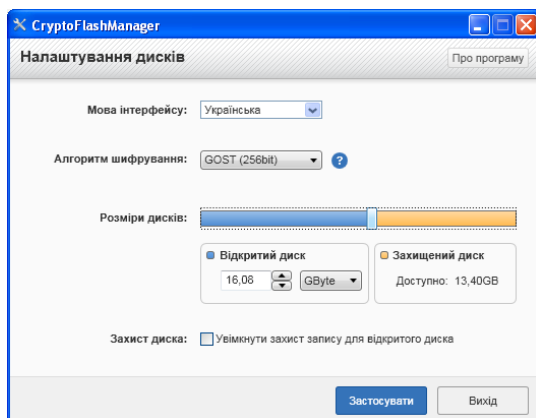 CryptoFlashManager
Налаштування дисків
Про програму
Мова інтерфейсу: Українська
Алгоритм шифрування: GOST (256bit) ?
Розміри дисків:
Відкритий диск
16,08 GByte
Захищений диск
Доступно: 13,40GB
Захист диска: Увімкнути захист запису для відкритого диска
Застосувати
Вихід